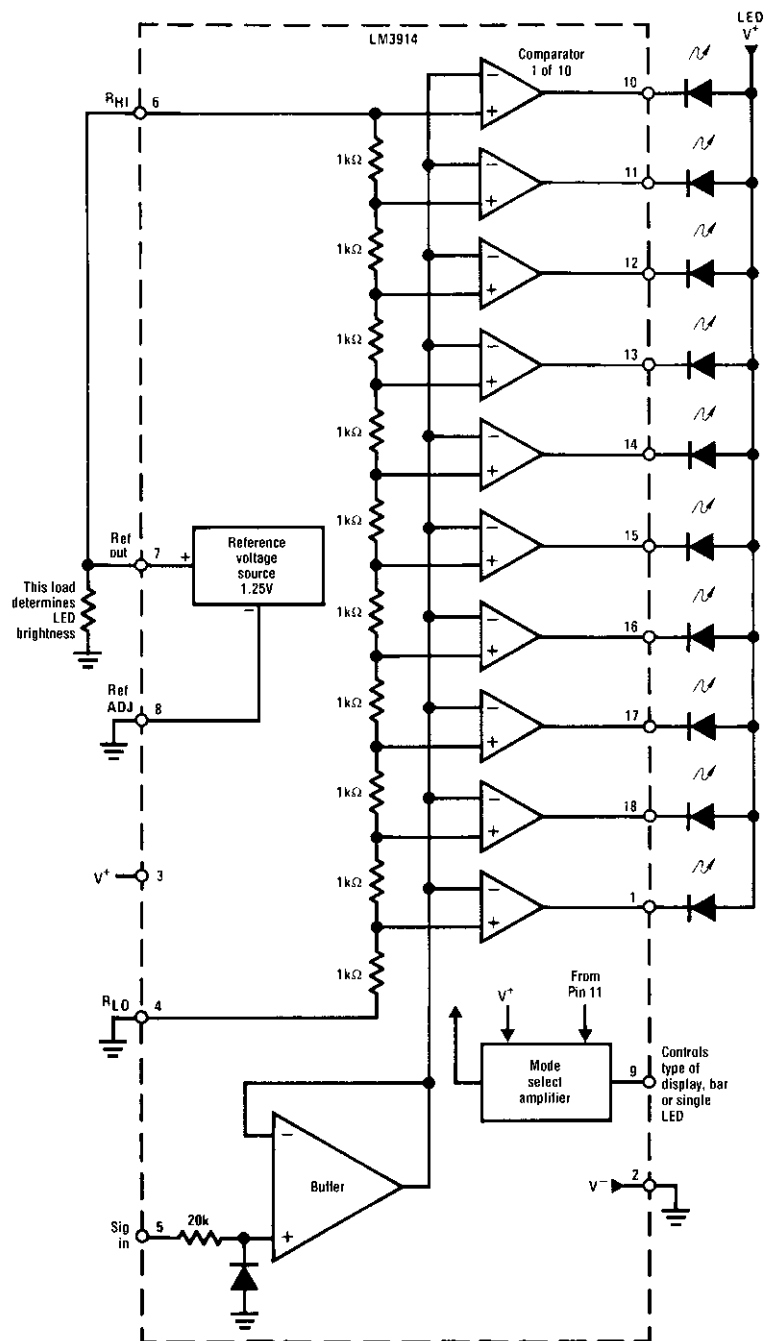 LED
V+
LM3914
Comparator
1 of 10
10
RHI
6
1kΩ
11
1kΩ
12
1kΩ
13
1kΩ
14
1kΩ
Ref
out
7
+
Reference
voltage
source
1.25V
−
15
This load
determines
LED
brightness
1kΩ
16
Ref
ADJ
8
1kΩ
17
1kΩ
18
V+
3
1kΩ
1
1kΩ
RLO
4
V+
From
Pin 11
Mode
select
amplifier
9
Controls
type of
display, bar
or single
LED
−
Buffer
+
V−
2
Sig
in
5
20k
−
+
−
+
−
+
−
+
−
+
−
+
−
+
−
+
−
+
−
+